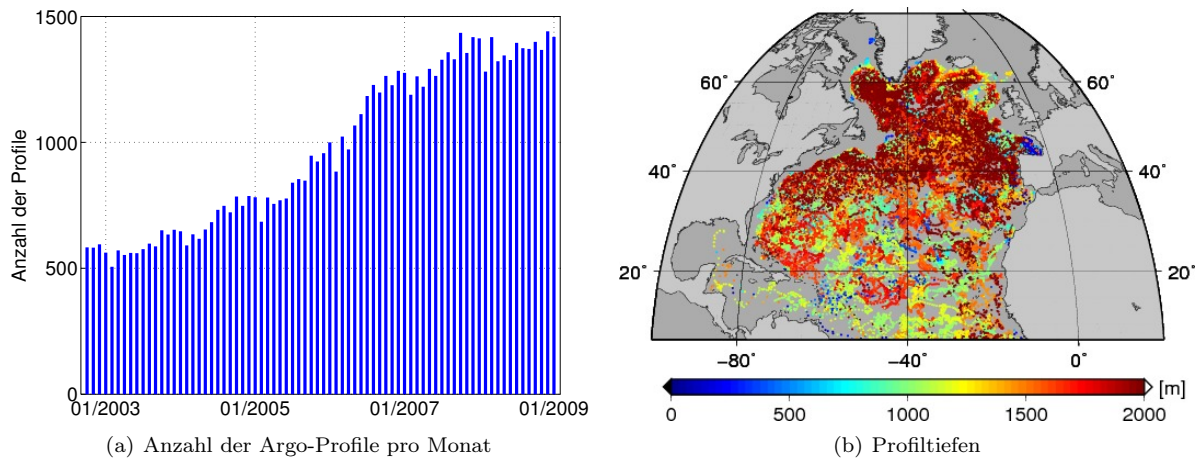 1500
1000
500
0
Anzahl der Profile
01/2003 01/2005 01/2007 01/2009
(a) Anzahl der Argo-Profile pro Monat
60° 60°
40° 40°
20° 20°
-80° -40° 0°
0 500 1000 1500 2000 [m]
(b) Profiltiefen